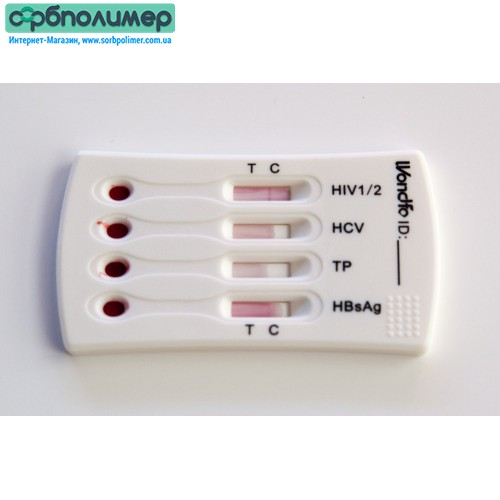 Сорбполимер
Интернет-Магазин, www.sorbpolimer.com.ua
T C
HIV1/2
HCV
TP
HBsAg
T C
Wondfo ID: